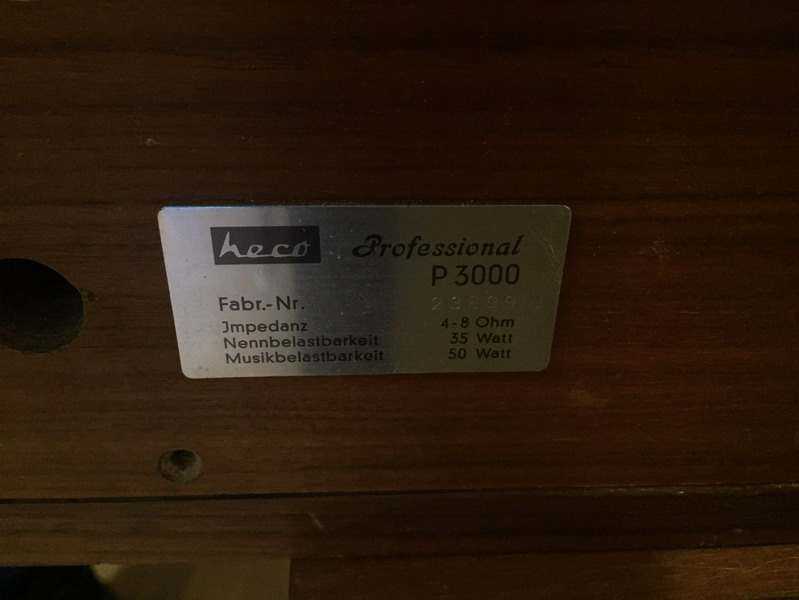 heco Professional
P 3000
Fabr.-Nr.
Jmpedanz 4-8 Ohm
Nennbelastbarkeit 35 Watt
Musikbelastbarkeit 50 Watt